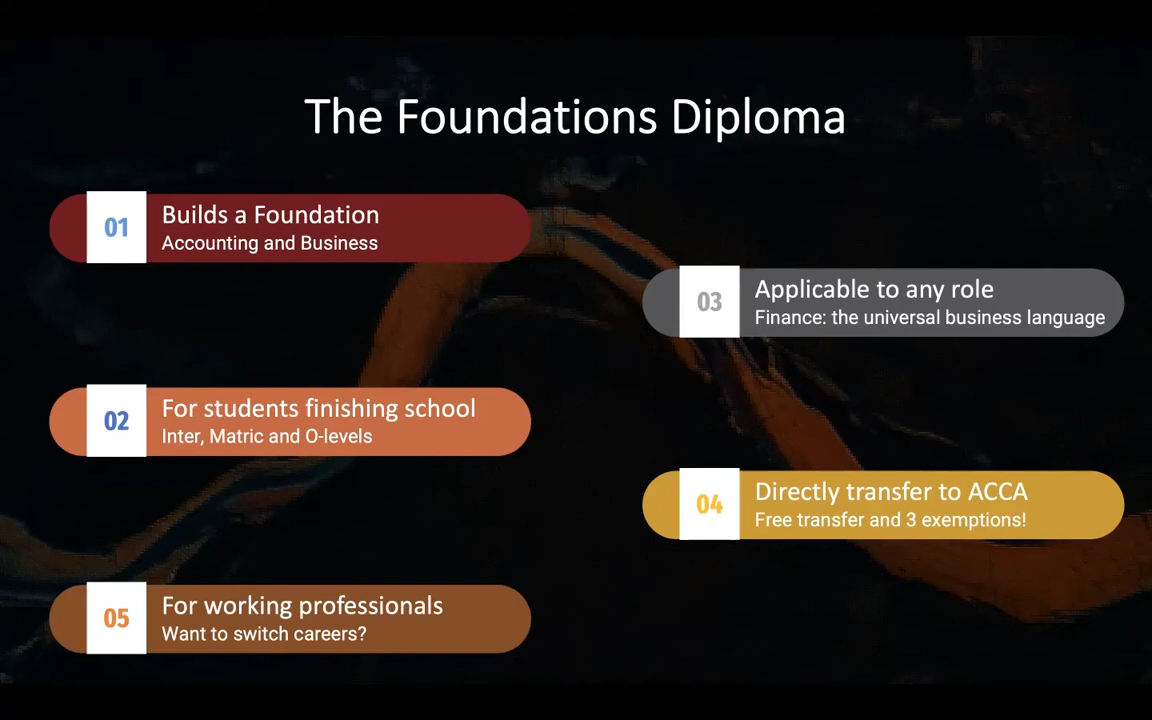 The Foundations Diploma
01
Builds a Foundation
Accounting and Business
02
For students finishing school
Inter, Matric and O-levels
03
Applicable to any role
Finance: the universal business language
04
Directly transfer to ACCA
Free transfer and 3 exemptions!
05
For working professionals
Want to switch careers?